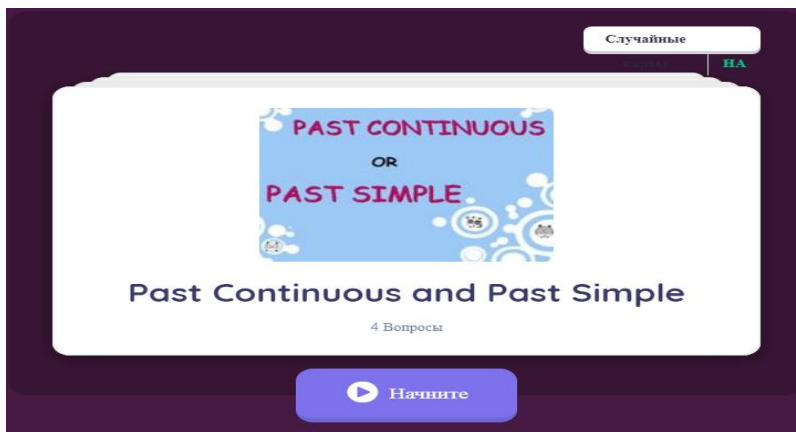 Случайные
НА
PAST CONTINUOUS
OR
PAST SIMPLE
Past Continuous and Past Simple
4 Вопросы
Начните